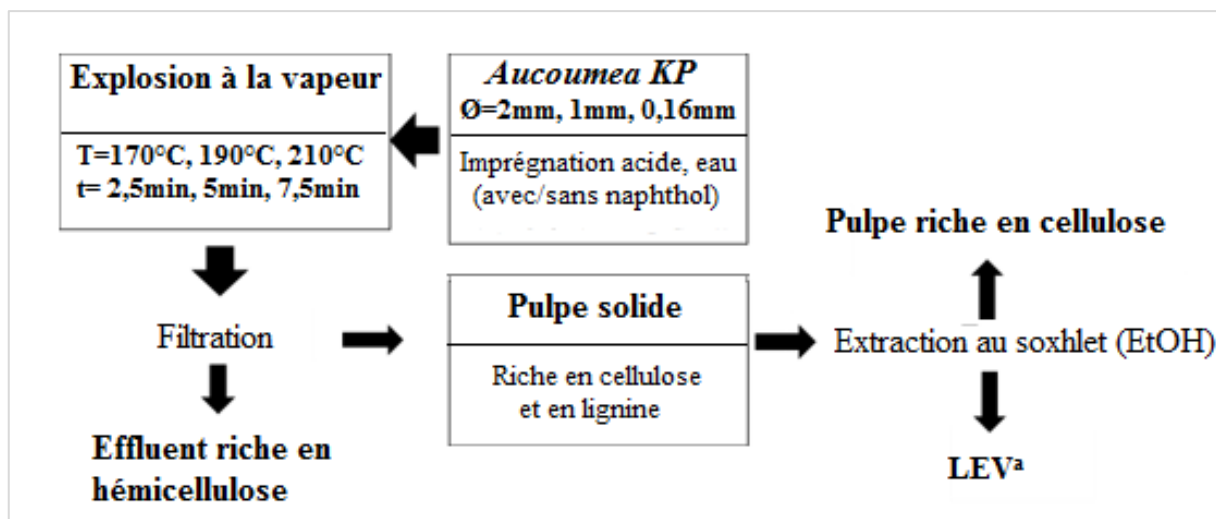 Explosion à la vapeur
T=170°C, 190°C, 210°C
t= 2,5min, 5min, 7,5min
Aucoumea KP
Ø=2mm, 1mm, 0,16mm
Imprégnation acide, eau
(avec/sans naphthol)
Pulpe riche en cellulose
Filtration
Pulpe solide
Riche en cellulose
et en lignine
Extraction au soxhlet (EtOH)
Effluent riche en
hémicellulose
LEVᵃ